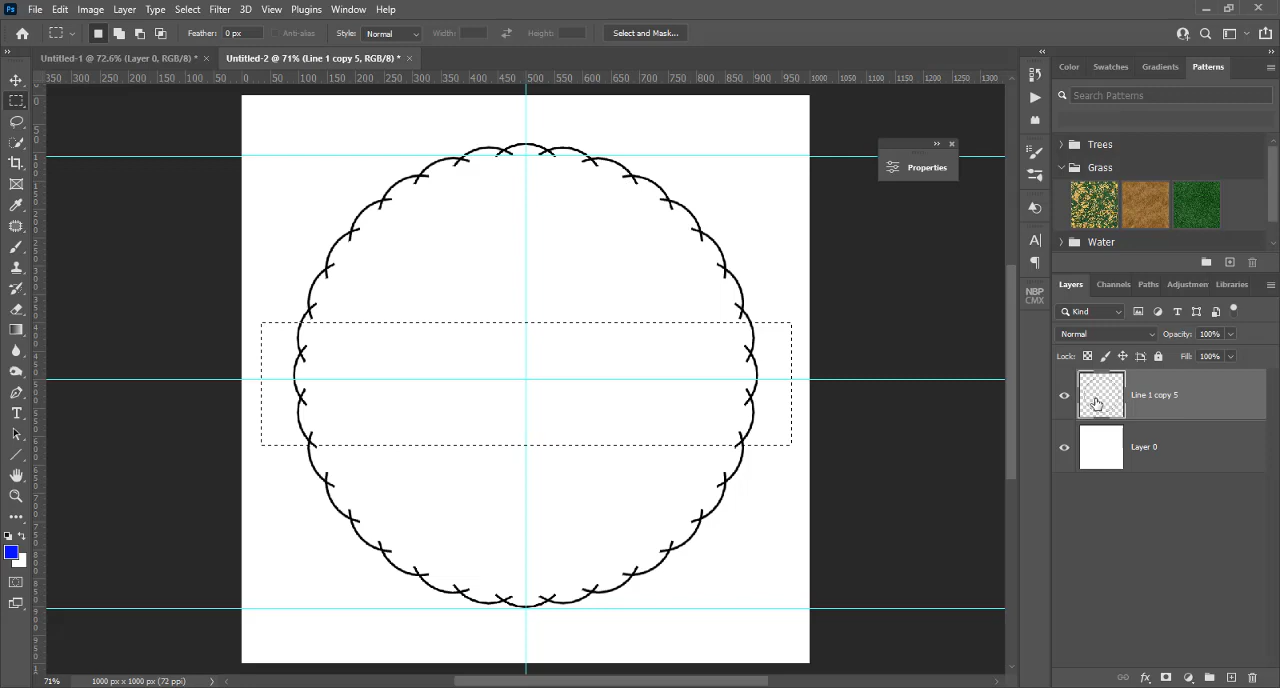 Ps File Edit Image Layer Type Select Filter 3D View Plugins Window Help
Feather: 0 px Anti-alias Style: Normal Width: Height: Select and Mask...
Untitled-1 @ 72.6% (Layer 0, RGB/8) * × Untitled-2 @ 71% (Line 1 copy 5, RGB/8) * ×
350 300 250 200 150 100 50 0 50 100 150 200 250 300 350 400 450 500 550 600 650 700 750 800 850 900 950 1000 1050 1100 1150 1200 1250 1300
Color Swatches Gradients Patterns
Search Patterns
Trees
Grass
Water
Properties
A
NBP
CMX
Layers Channels Paths Adjustmen Libraries
Kind
Normal Opacity: 100%
Lock: Fill: 100%
Line 1 copy 5
Layer 0
71% 1000 px x 1000 px (72 ppi)
fx